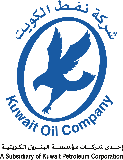 شركة نفط الكويت
Kuwait Oil Company
إحدى شركات مؤسسة البترول الكويتية
A Subsidiary of Kuwait Petroleum Corporation